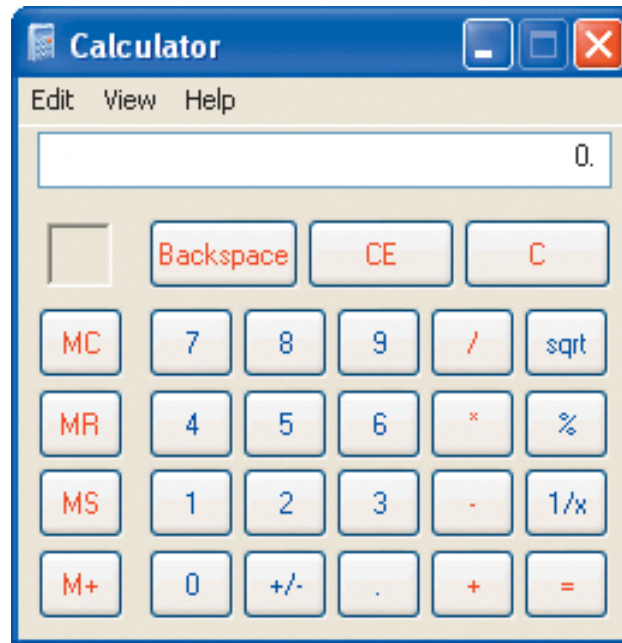 Calculator
Edit View Help
0.
Backspace CE C
MC 7 8 9 / sqrt
MR 4 5 6 * %
MS 1 2 3 - 1/x
M+ 0 +/- . + =